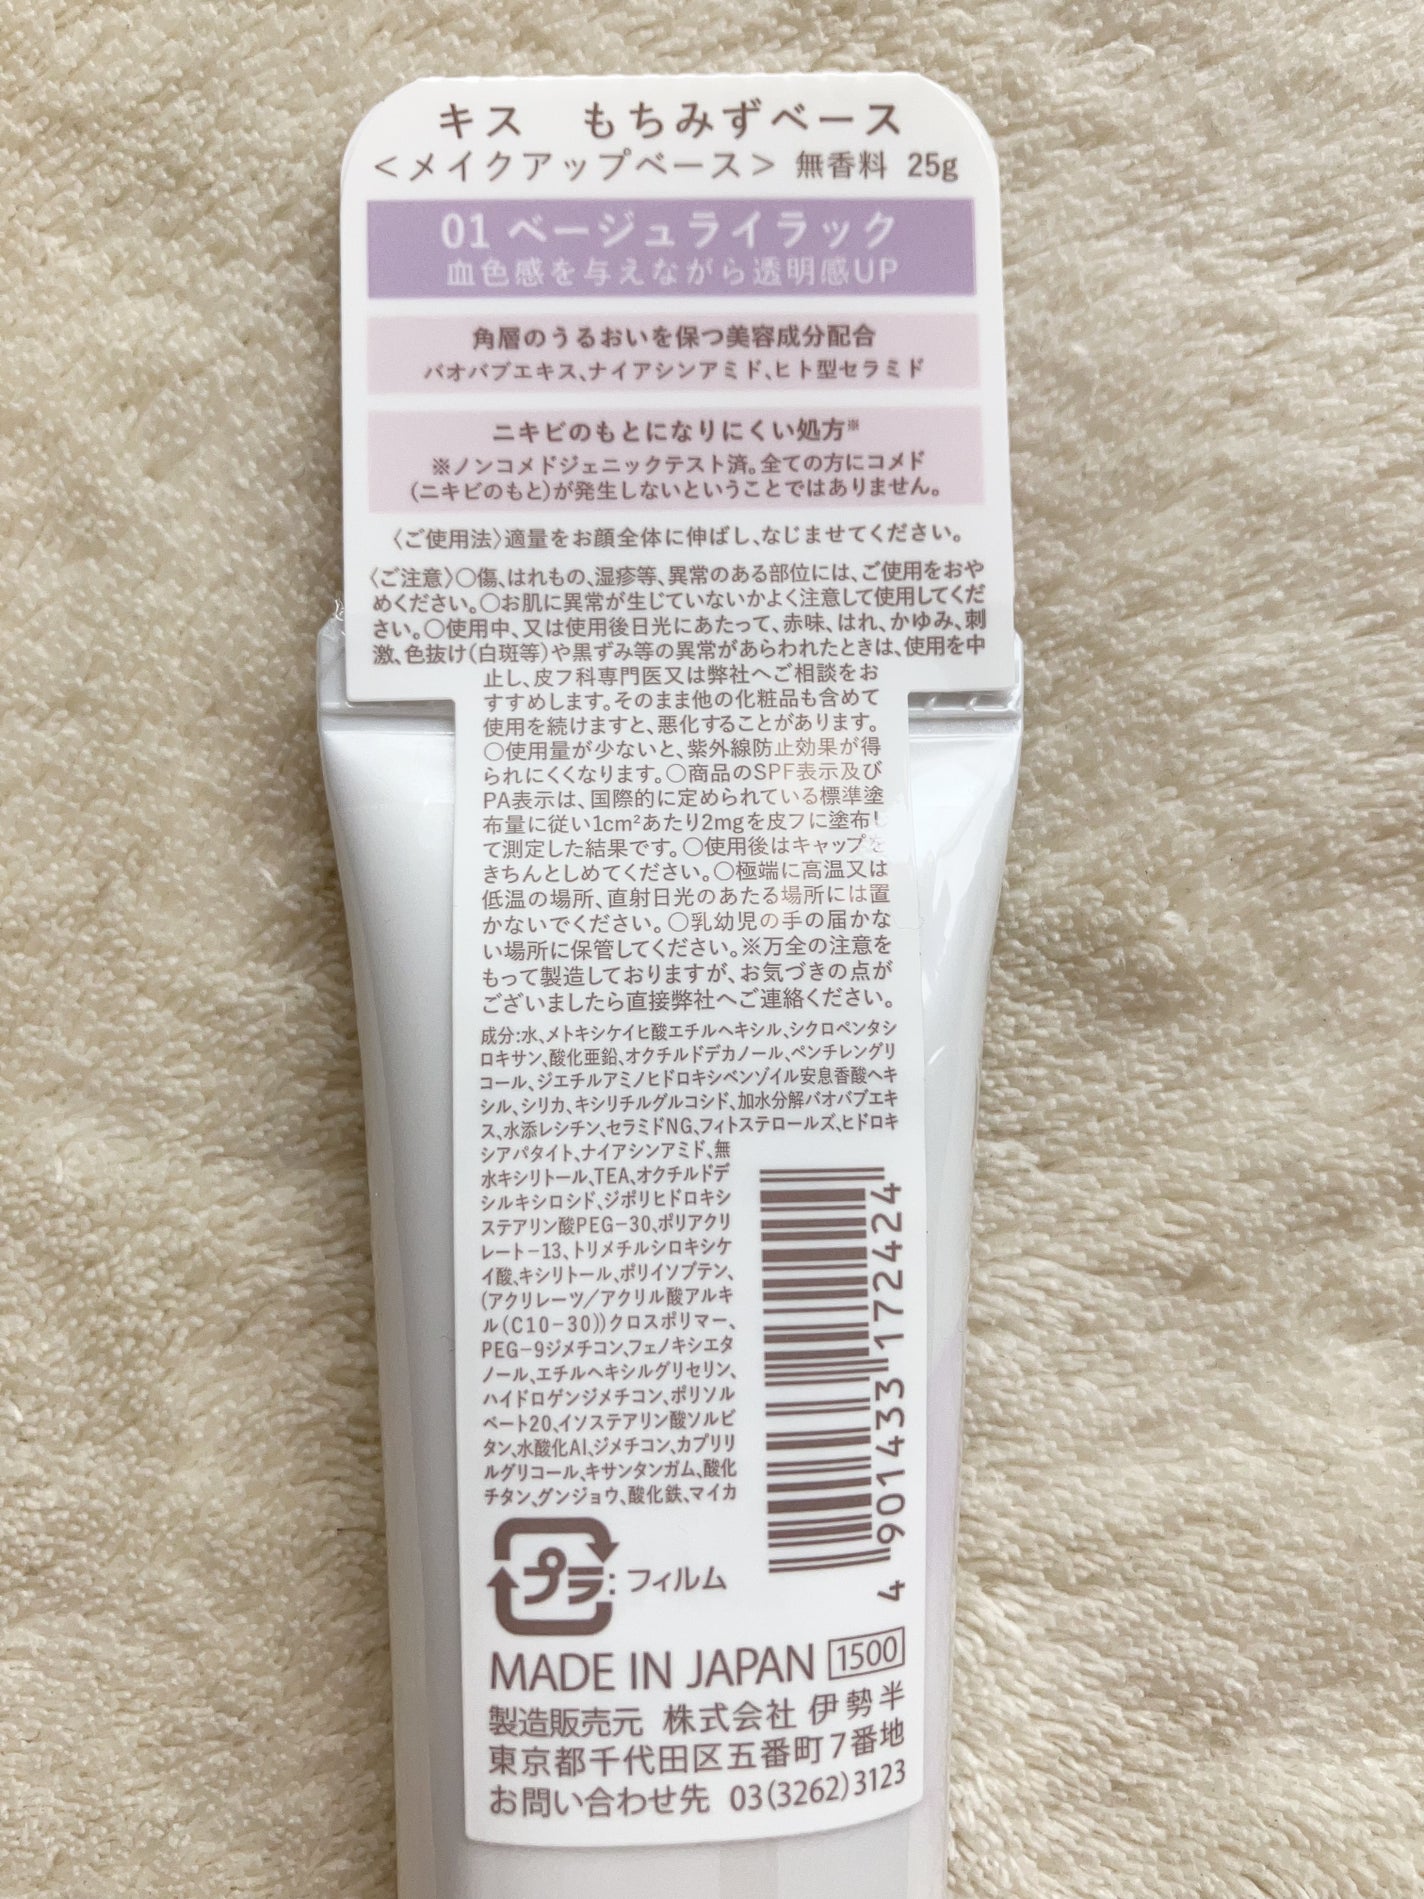 キス　もちみずベース
＜メイクアップベース＞ 無香料 25g
01 ベージュライラック
血色感を与えながら透明感UP
角層のうるおいを保つ美容成分配合
バオバブエキス、ナイアシンアミド、ヒト型セラミド
ニキビのもとになりにくい処方※
※ノンコメドジェニックテスト済。全ての方にコメド
(ニキビのもと)が発生しないということではありません。
〈ご使用法〉適量をお顔全体に伸ばし、なじませてください。
〈ご注意〉○傷、はれもの、湿疹等、異常のある部位には、ご使用をおや
めください。○お肌に異常が生じていないかよく注意して使用してくだ
さい。○使用中、又は使用後日光にあたって、赤味、はれ、かゆみ、刺
激、色抜け(白斑等)や黒ずみ等の異常があらわれたときは、使用を中
止し、皮フ科専門医又は弊社へご相談をお
すすめします。そのまま他の化粧品も含めて
使用を続けますと、悪化することがあります。
○使用量が少ないと、紫外線防止効果が得
られにくくなります。○商品のSPF表示及び
PA表示は、国際的に定められている標準塗
布量に従い1cm²あたり2mgを皮フに塗布し
て測定した結果です。○使用後はキャップを
きちんとしめてください。○極端に高温又は
低温の場所、直射日光のあたる場所には置
かないでください。○乳幼児の手の届かな
い場所に保管してください。※万全の注意を
もって製造しておりますが、お気づきの点が
ございましたら直接弊社へご連絡ください。
成分:水、メトキシケイヒ酸エチルヘキシル、シクロペンタシ
ロキサン、酸化亜鉛、オクチルドデカノール、ペンチレングリ
コール、ジエチルアミノヒドロキシベンゾイル安息香酸ヘキ
シル、シリカ、キシリチルグルコシド、加水分解バオバブエキ
ス、水添レシチン、セラミドNG、フィトステロールズ、ヒドロキ
シアパタイト、ナイアシンアミド、無
水キシリトール、TEA、オクチルドデ
シルキシロシド、ジポリヒドロキシ
ステアリン酸PEG-30、ポリアクリ
レート-13、トリメチルシロキシケ
イ酸、キシリトール、ポリイソブテン、
(アクリレーツ／アクリル酸アルキ
ル(C10-30))クロスポリマー、
PEG-9ジメチコン、フェノキシエタ
ノール、エチルヘキシルグリセリン、
ハイドロゲンジメチコン、ポリソル
ベート20、イソステアリン酸ソルビ
タン、水酸化Al、ジメチコン、カプリリ
ルグリコール、キサンタンガム、酸化
チタン、グンジョウ、酸化鉄、マイカ
4 901433 172424
プラ:フィルム
MADE IN JAPAN 1500
製造販売元 株式会社 伊勢半
東京都千代田区五番町7番地
お問い合わせ先 03(3262)3123